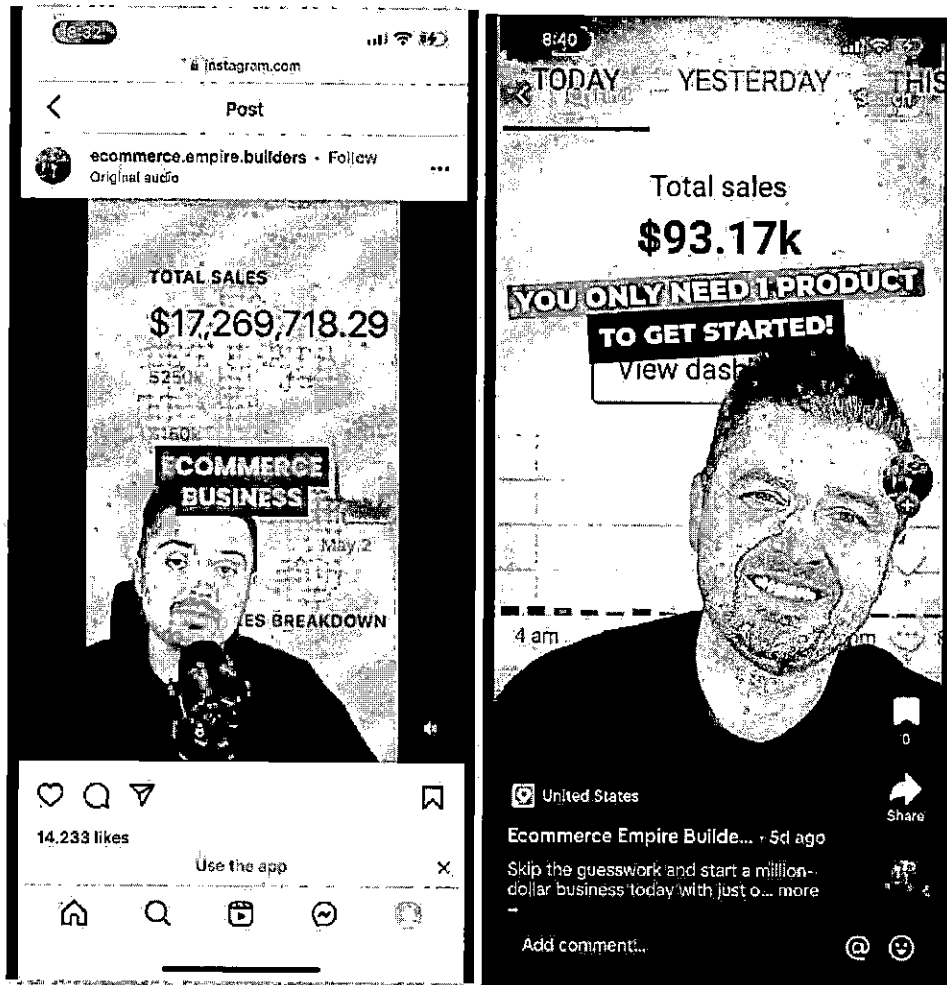 instagram.com
Post
ecommerce.empire.builders • Follow
Original audio
TOTAL SALES
$17,269,718.29
$250k
ECOMMERCE
BUSINESS
May 2
ES BREAKDOWN
14,233 likes
Use the app
8:40
TODAY YESTERDAY THIS
Total sales
$93.17k
YOU ONLY NEED 1 PRODUCT
TO GET STARTED!
View dash
4 am
pm
0
Share
United States
Ecommerce Empire Builde... • 5d ago
Skip the guesswork and start a million-
dollar business today with just o... more
Add comment...